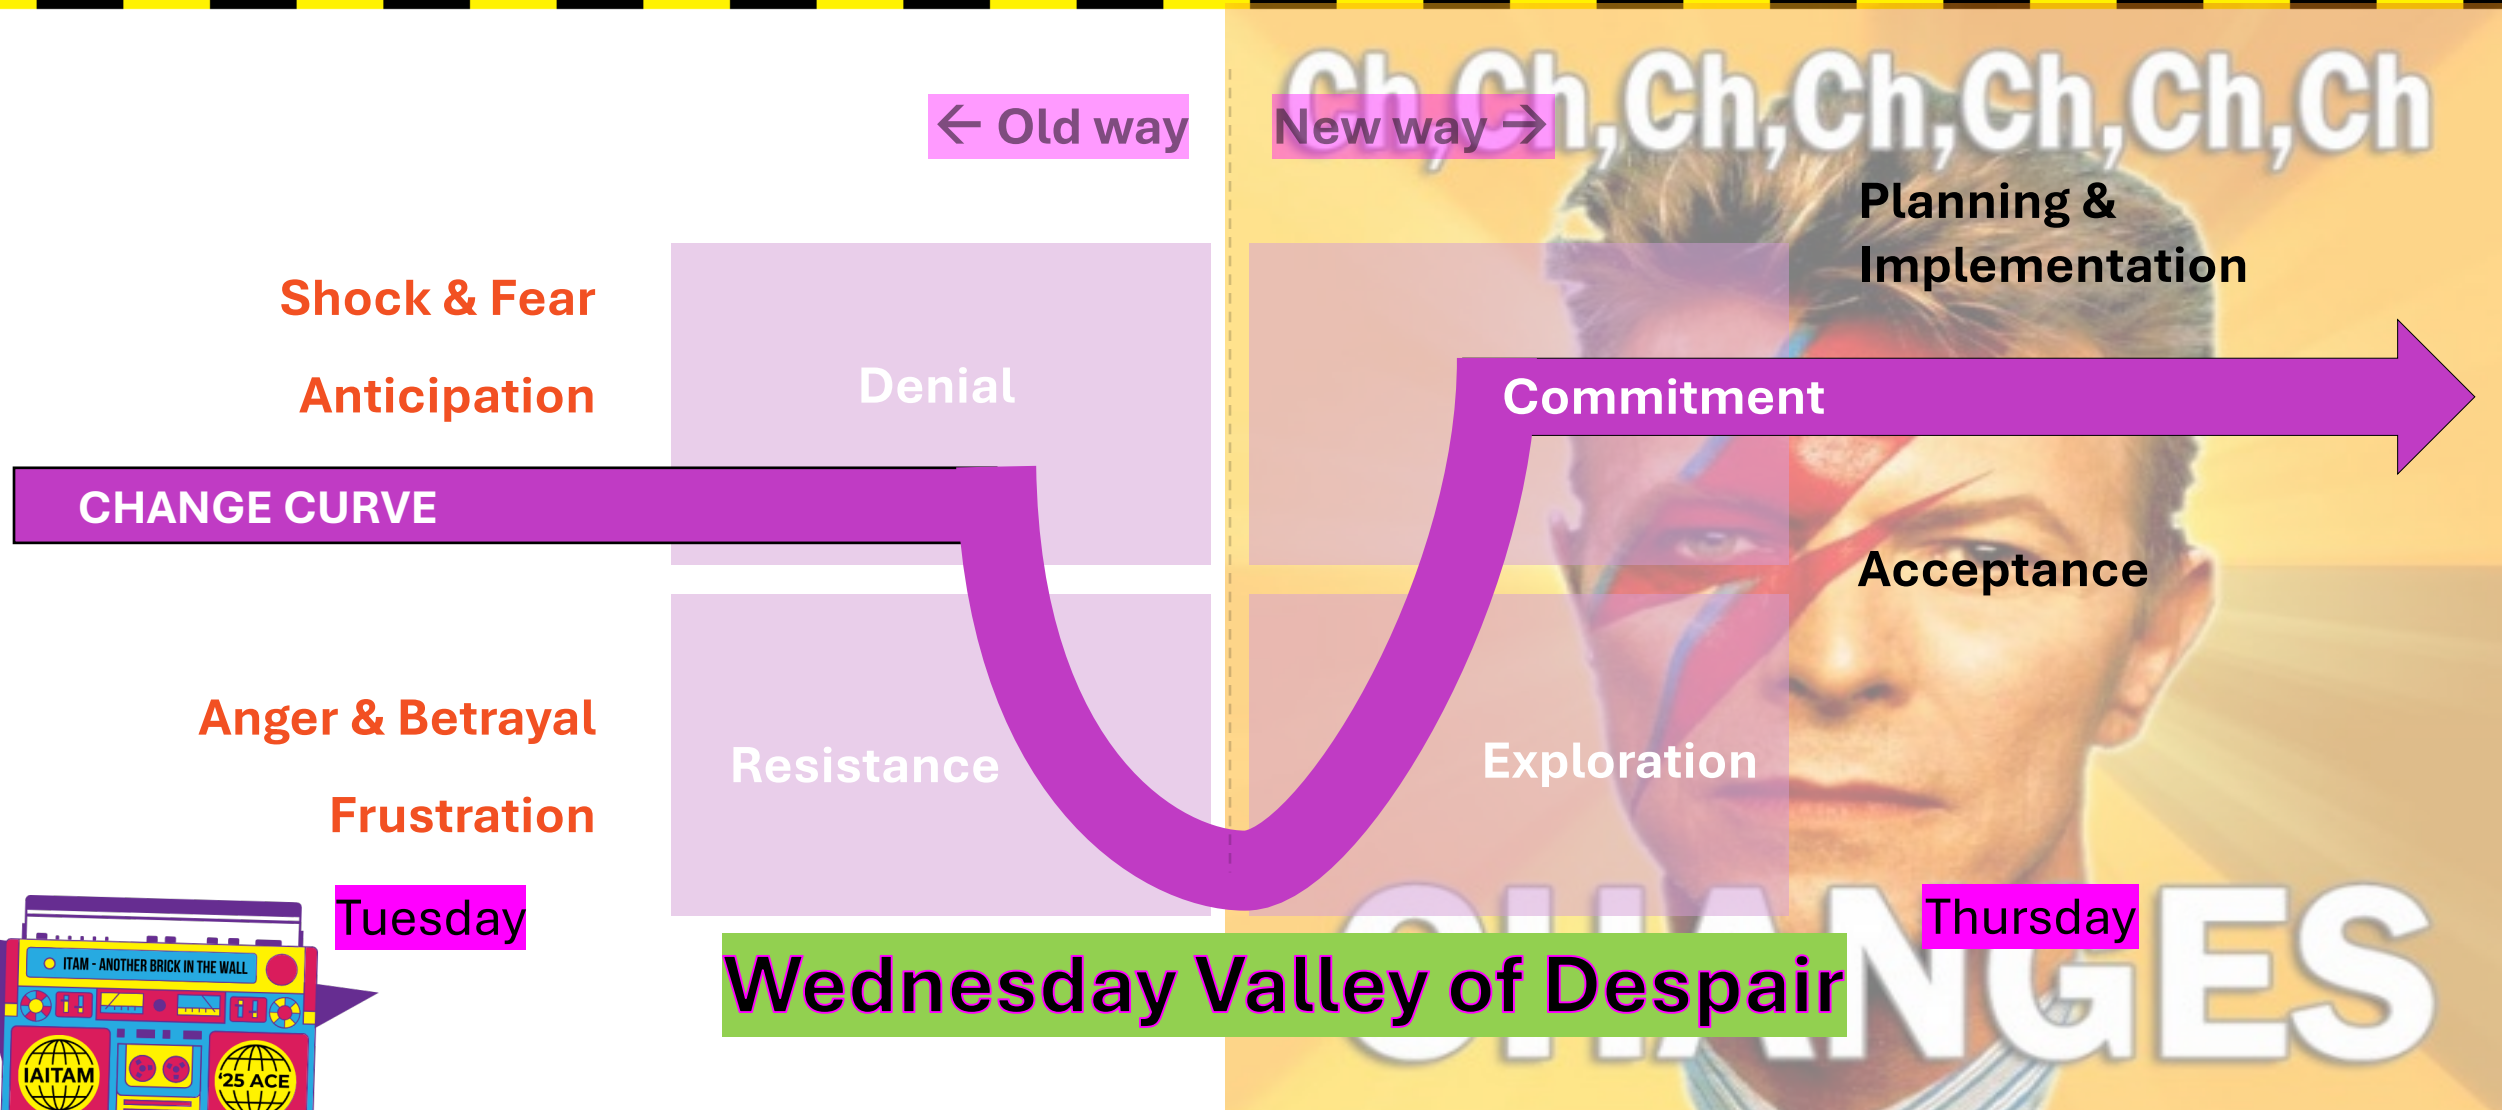 Ch,Ch,Ch,Ch,Ch,Ch,Ch
← Old way
New way →
Planning &
Implementation
Shock & Fear
Anticipation
Denial
Commitment
CHANGE CURVE
Acceptance
Anger & Betrayal
Resistance
Exploration
Frustration
Tuesday
Thursday
CHANGES
Wednesday Valley of Despair
ITAM - ANOTHER BRICK IN THE WALL
IAITAM
'25 ACE